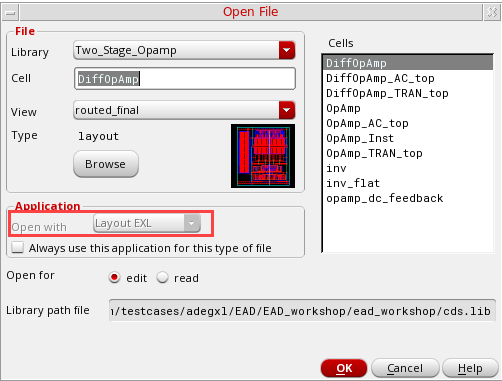 Open File
File
Library Two_Stage_Opamp
Cell DiffOpAmp
View routed_final
Type layout
Browse
Cells
DiffOpAmp
DiffOpAmp_AC_top
DiffOpAmp_TRAN_top
OpAmp
OpAmp_AC_top
OpAmp_Inst
OpAmp_TRAN_top
inv
inv_flat
opamp_dc_feedback
Application
Open with Layout EXL
Always use this application for this type of file
Open for edit read
Library path file ı/testcases/adegxl/EAD/EAD_workshop/ead_workshop/cds.lib
OK Cancel Help